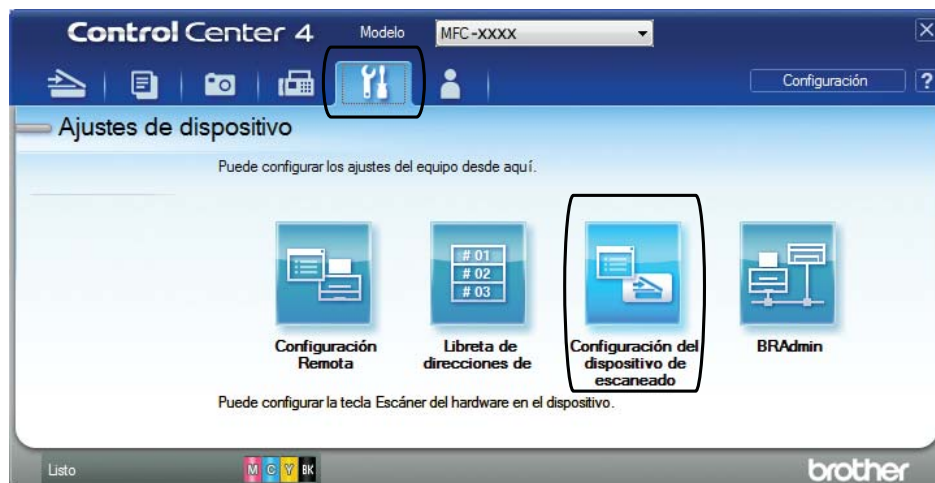 Control Center 4 Modelo MFC-XXXX
Configuración ?
Ajustes de dispositivo
Puede configurar los ajustes del equipo desde aquí.
# 01
# 02
# 03
Configuración
Remota
Libreta de
direcciones de
Configuración del
dispositivo de
escaneado
BRAdmin
Puede configurar la tecla Escáner del hardware en el dispositivo.
Listo M C Y BK brother